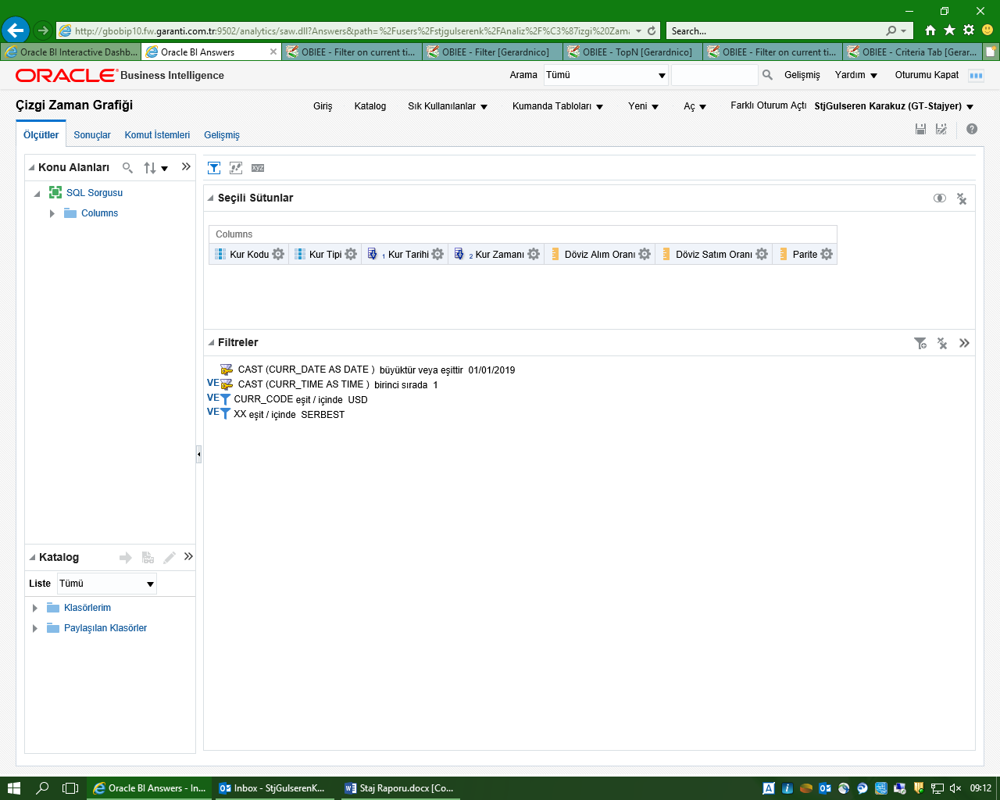 http://gbobip10.fw.garanti.com.tr:9502/analytics/saw.dll?Answers&path=%2Fusers%2Fstjgulserenk%2FAnaliz%2F%C3%87izgi%20Zama
Search...
Oracle BI Interactive Dashb...
Oracle BI Answers
OBIEE - Filter on current ti...
OBIEE - Filter [Gerardnico]
OBIEE - TopN [Gerardnico]
OBIEE - Filter on current ti...
OBIEE - Criteria Tab [Gerar...
ORACLE Business Intelligence
Arama Tümü Gelişmiş Yardım Oturumu Kapat
Çizgi Zaman Grafiği
Giriş Katalog Sık Kullanılanlar Kumanda Tabloları Yeni Aç Farklı Oturum Açtı StjGulseren Karakuz (GT-Stajyer)
Ölçütler Sonuçlar Komut İstemleri Gelişmiş
Konu Alanları
SQL Sorgusu
Columns
xyz
Seçili Sütunlar
Columns
Kur Kodu Kur Tipi 1 Kur Tarihi 2 Kur Zamanı Döviz Alım Oranı Döviz Satım Oranı Parite
Filtreler
CAST (CURR_DATE AS DATE ) büyüktür veya eşittir 01/01/2019
VE CAST (CURR_TIME AS TIME ) birinci sırada 1
VE CURR_CODE eşit / içinde USD
VE XX eşit / içinde SERBEST
Katalog
Liste Tümü
Klasörlerim
Paylaşılan Klasörler
Oracle BI Answers - In...
Inbox - StjGulserenK...
Staj Raporu.docx [Co...
09:12